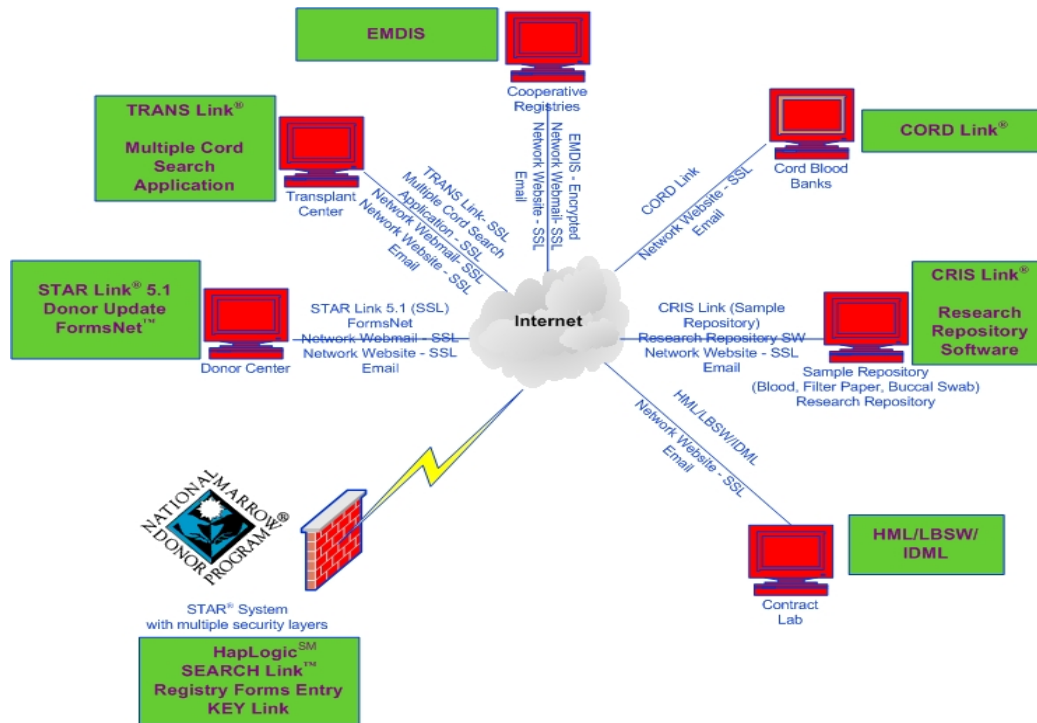 EMDIS
Cooperative
Registries
EMDIS - Encrypted
Network Webmail- SSL
Network Website - SSL
Email
TRANS Link®
Multiple Cord
Search
Application
Transplant
Center
TRANS Link- SSL
Multiple Cord Search
Application - SSL
Network Webmail- SSL
Network Website - SSL
Email
CORD Link®
Cord Blood
Banks
CORD Link
Network Website - SSL
Email
STAR Link® 5.1
Donor Update
FormsNet™
Donor Center
STAR Link 5.1 (SSL)
FormsNet
Network Webmail - SSL
Network Website - SSL
Email
Internet
CRIS Link (Sample
Repository)
Research Repository SW
Network Website - SSL
Email
CRIS Link®
Research
Repository
Software
Sample Repository
(Blood, Filter Paper, Buccal Swab)
Research Repository
HML/LBSW/IDML
Network Website - SSL
Email
HML/LBSW/
IDML
Contract
Lab
NATIONAL MARROW
DONOR PROGRAM®
STAR® System
with multiple security layers
HapLogic℠
SEARCH Link™
Registry Forms Entry
KEY Link